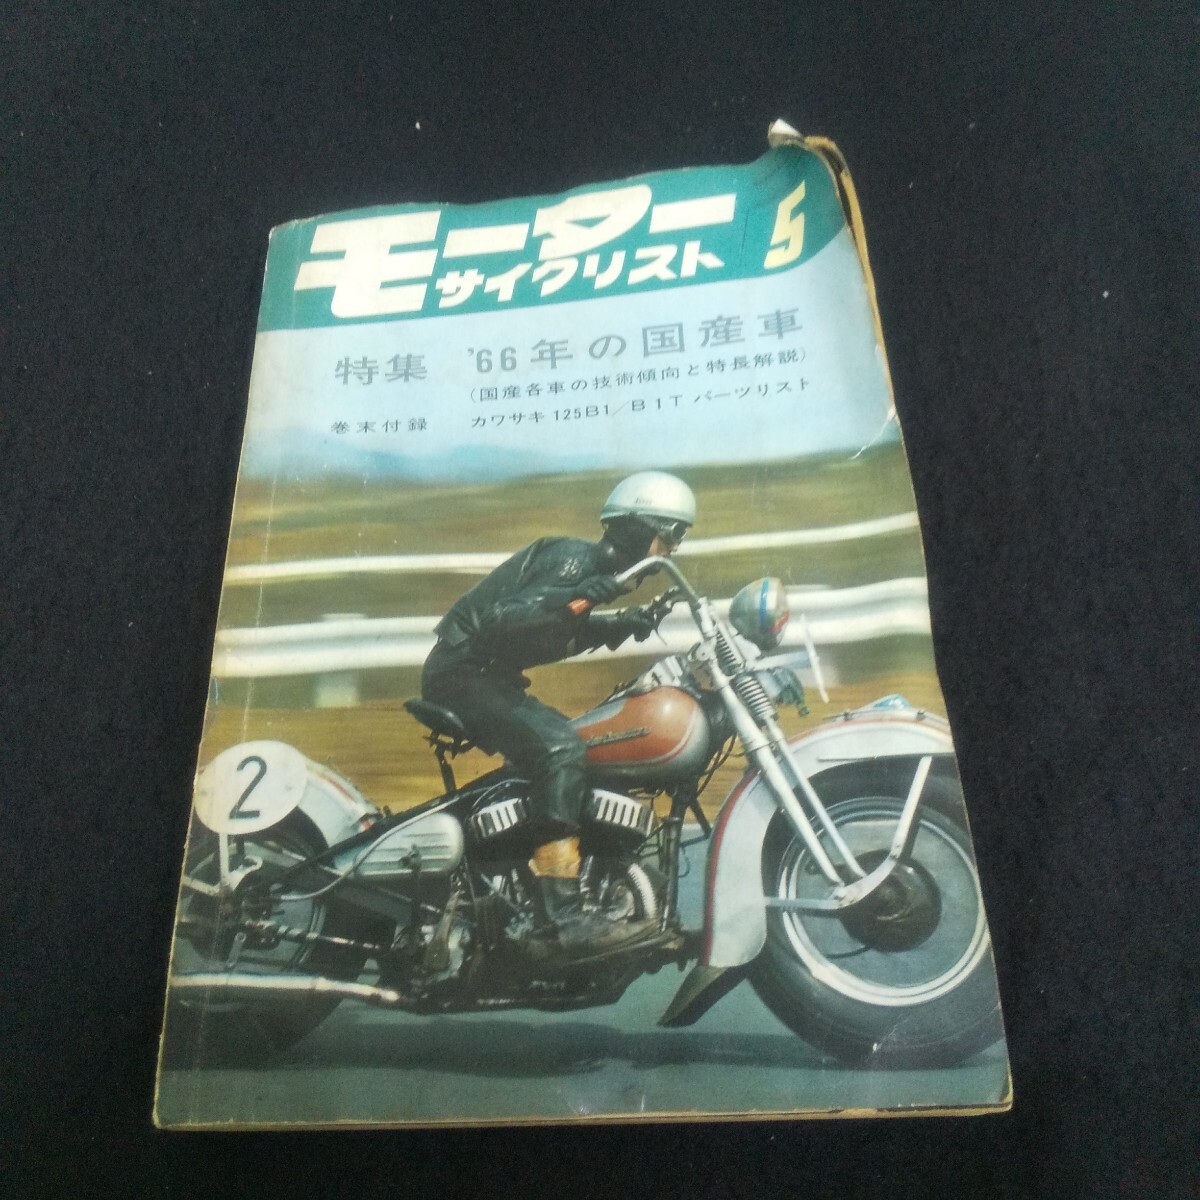 モーター
サイクリスト
5
特集 '66年の国産車
(国産各車の技術傾向と特長解説)
巻末付録 カワサキ 125B1/B1T パーツリスト
Harley-Davidson
2